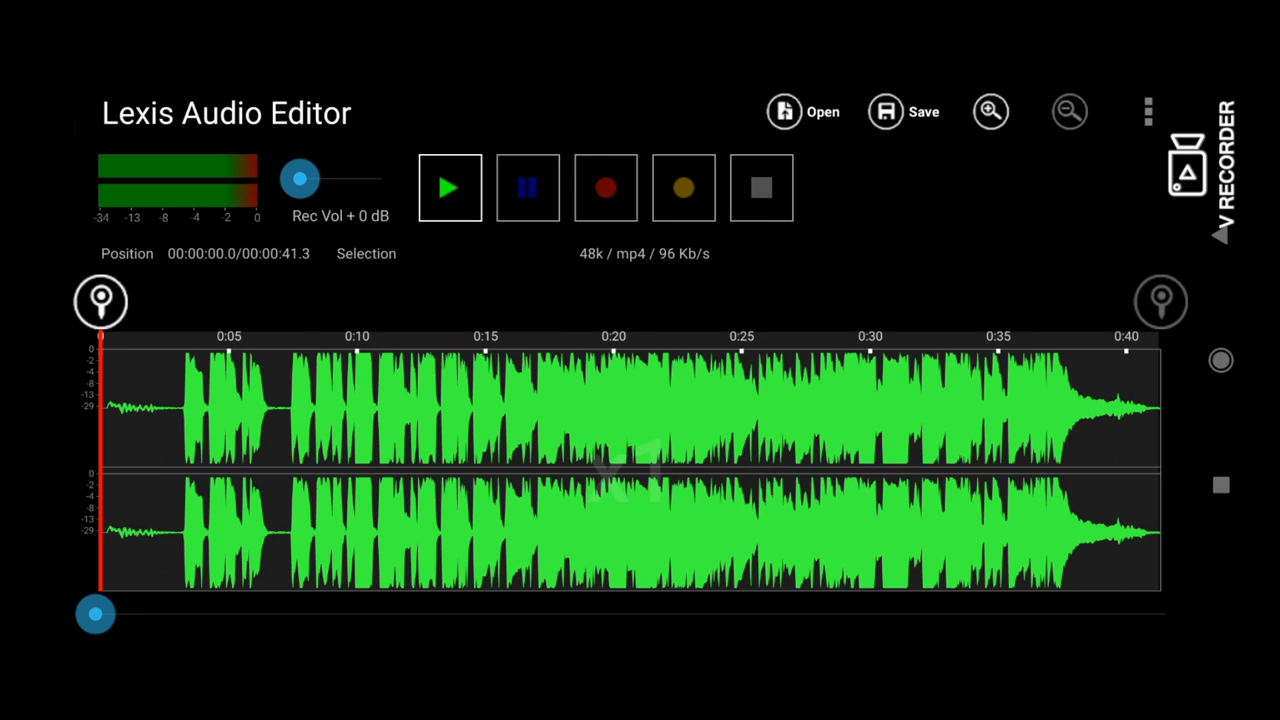 Lexis Audio Editor
Open
Save
V RECORDER
-34 -13 -8 -4 -2 0
Rec Vol + 0 dB
Position 00:00:00.0/00:00:41.3 Selection 48k / mp4 / 96 Kb/s
0 0:05 0:10 0:15 0:20 0:25 0:30 0:35 0:40
0
-2
-4
-8
-13
-29
x1
0
-2
-4
-8
-13
-29